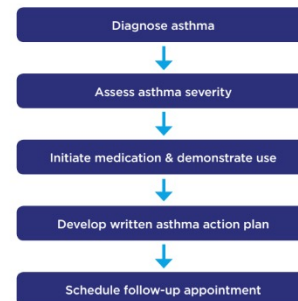 Diagnose asthma
Assess asthma severity
Initiate medication & demonstrate use
Develop written asthma action plan
Schedule follow-up appointment